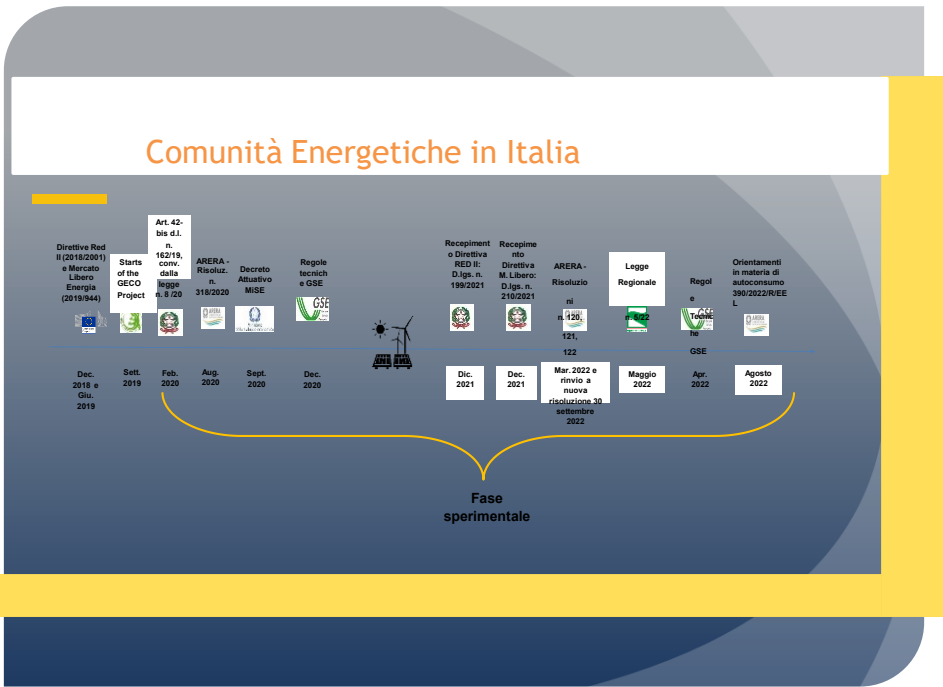 Comunità Energetiche in Italia
Direttive Red
II (2018/2001)
e Mercato
Libero
Energia
(2019/944)
Starts
of the
GECO
Project
Art. 42-
bis d.l.
n.
162/19,
conv.
dalla
legge
n. 8 /20
ARERA -
Risoluz.
n.
318/2020
Decreto
Attuativo
MiSE
Regole
tecnich
e GSE
Recepiment
o Direttiva
RED II:
D.lgs. n.
199/2021
Recepime
nto
Direttiva
M. Libero:
D.lgs. n.
210/2021
ARERA -
Risoluzio
ni
n. 120,
121,
122
Legge
Regionale
n. 5/22
Regol
e
Tecnic
he
GSE
Orientamenti
in materia di
autoconsumo
390/2022/R/EE
L
ARERA
GSE
ARERA
GSE
ARERA
Dec.
2018 e
Giu.
2019
Sett.
2019
Feb.
2020
Aug.
2020
Sept.
2020
Dec.
2020
Dic.
2021
Dec.
2021
Mar. 2022 e
rinvio a
nuova
risoluzione 30
settembre
2022
Maggio
2022
Apr.
2022
Agosto
2022
Fase
sperimentale